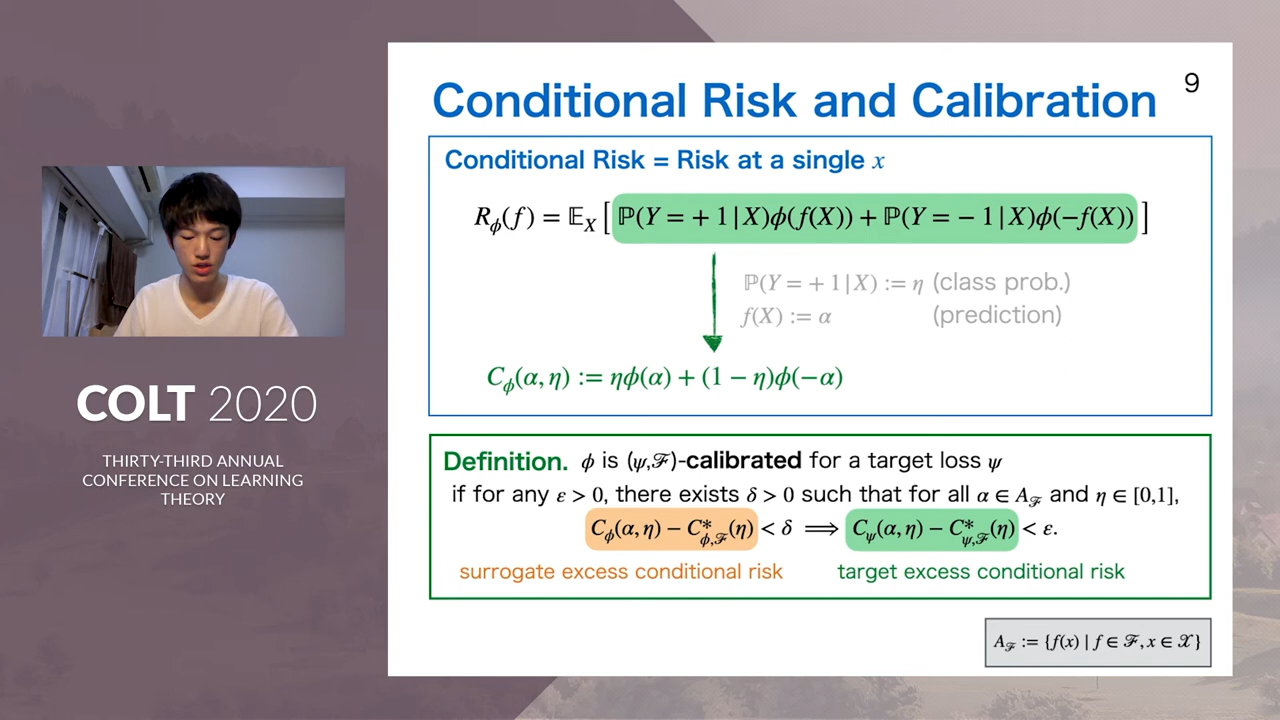 COLT 2020
THIRTY-THIRD ANNUAL
CONFERENCE ON LEARNING
THEORY
9
Conditional Risk and Calibration
Conditional Risk = Risk at a single x
R_ϕ(f) = 𝔼_X [ ℙ(Y = + 1 | X)ϕ(f(X)) + ℙ(Y = − 1 | X)ϕ(−f(X)) ]
ℙ(Y = + 1 | X) := η (class prob.)
f(X) := α (prediction)
C_ϕ(α, η) := ηϕ(α) + (1 − η)ϕ(−α)
Definition. ϕ is (ψ,ℱ)-calibrated for a target loss ψ
if for any ε > 0, there exists δ > 0 such that for all α ∈ A_ℱ and η ∈ [0,1],
C_ϕ(α, η) − C*_ϕ,ℱ(η) < δ ⟹ C_ψ(α, η) − C*_ψ,ℱ(η) < ε.
surrogate excess conditional risk target excess conditional risk
A_ℱ := {f(x) | f ∈ ℱ, x ∈ 𝒳}